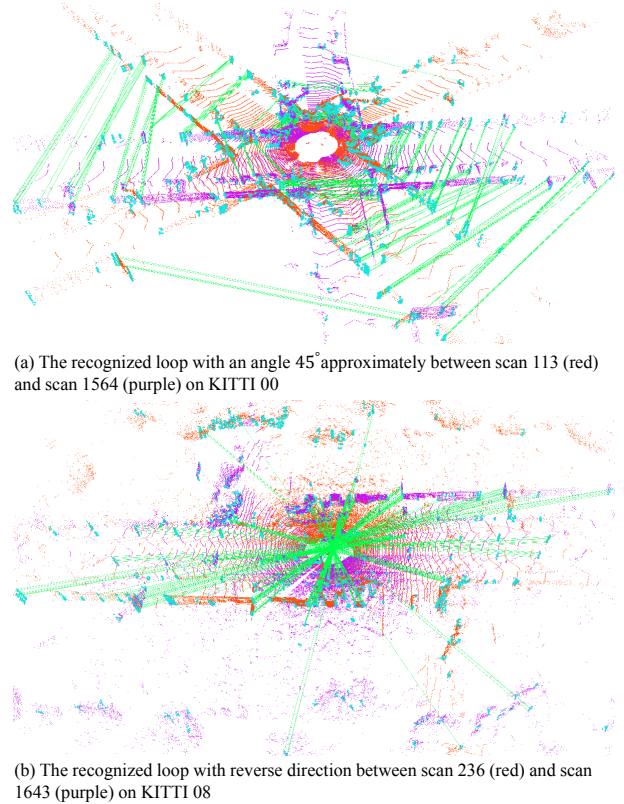 (a) The recognized loop with an angle 45°approximately between scan 113 (red)
and scan 1564 (purple) on KITTI 00
(b) The recognized loop with reverse direction between scan 236 (red) and scan
1643 (purple) on KITTI 08